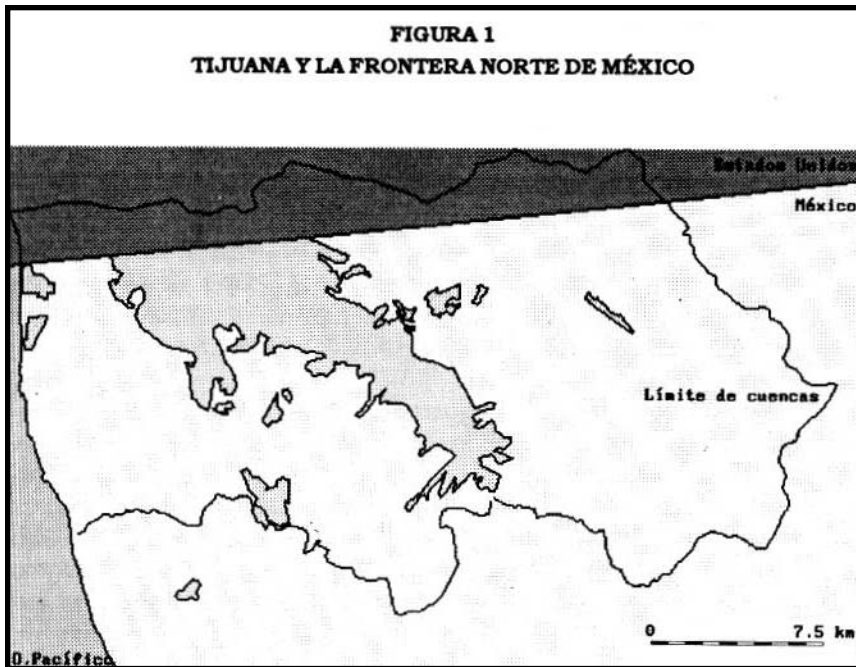 FIGURA 1
TIJUANA Y LA FRONTERA NORTE DE MÉXICO
Estados Unidos
México
Límite de cuencas
0 7.5 km
O.Pacífico